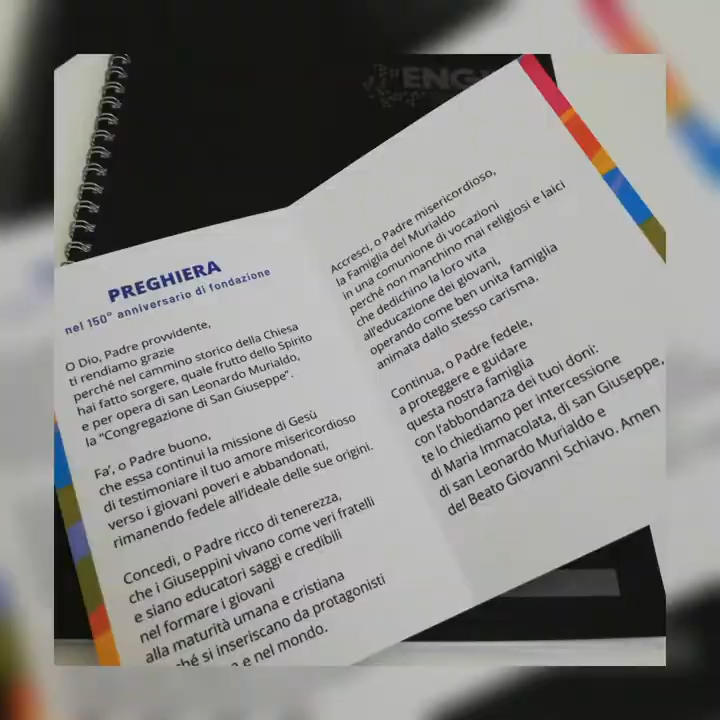 ENG
PREGHIERA
nel 150° anniversario di fondazione
O Dio, Padre provvidente,
ti rendiamo grazie
perché nel cammino storico della Chiesa
hai fatto sorgere, quale frutto dello Spirito
e per opera di san Leonardo Murialdo,
la "Congregazione di San Giuseppe".
Fa', o Padre buono,
che essa continui la missione di Gesù
di testimoniare il tuo amore misericordioso
verso i giovani poveri e abbandonati,
rimanendo fedele all'ideale delle sue origini.
Concedi, o Padre ricco di tenerezza,
che i Giuseppini vivano come veri fratelli
e siano educatori saggi e credibili
nel formare i giovani
alla maturità umana e cristiana
ché si inseriscano da protagonisti
e nel mondo.
Accresci, o Padre misericordioso,
la Famiglia del Murialdo
in una comunione di vocazioni
perché non manchino mai religiosi e laici
che dedichino la loro vita
all'educazione dei giovani,
operando come ben unita famiglia
animata dallo stesso carisma.
Continua, o Padre fedele,
a proteggere e guidare
questa nostra famiglia
con l'abbondanza dei tuoi doni:
te lo chiediamo per intercessione
di Maria Immacolata, di san Giuseppe,
di san Leonardo Murialdo e
del Beato Giovanni Schiavo. Amen